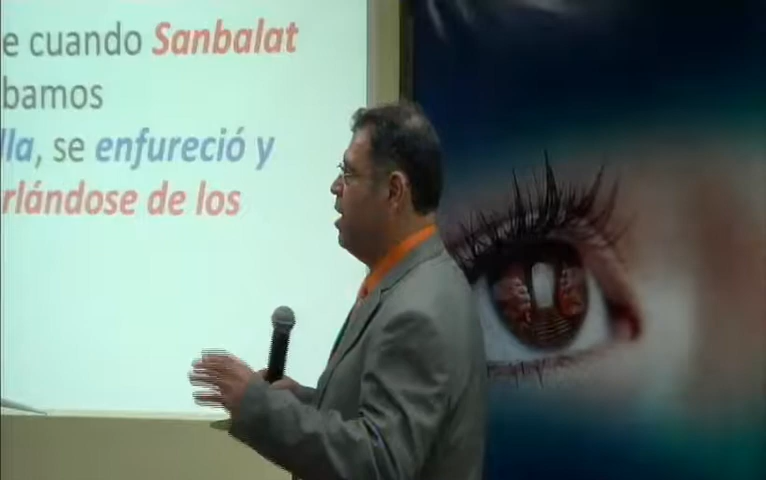 e cuando Sanbalat
bamos
lla, se enfureció y
rlándose de los